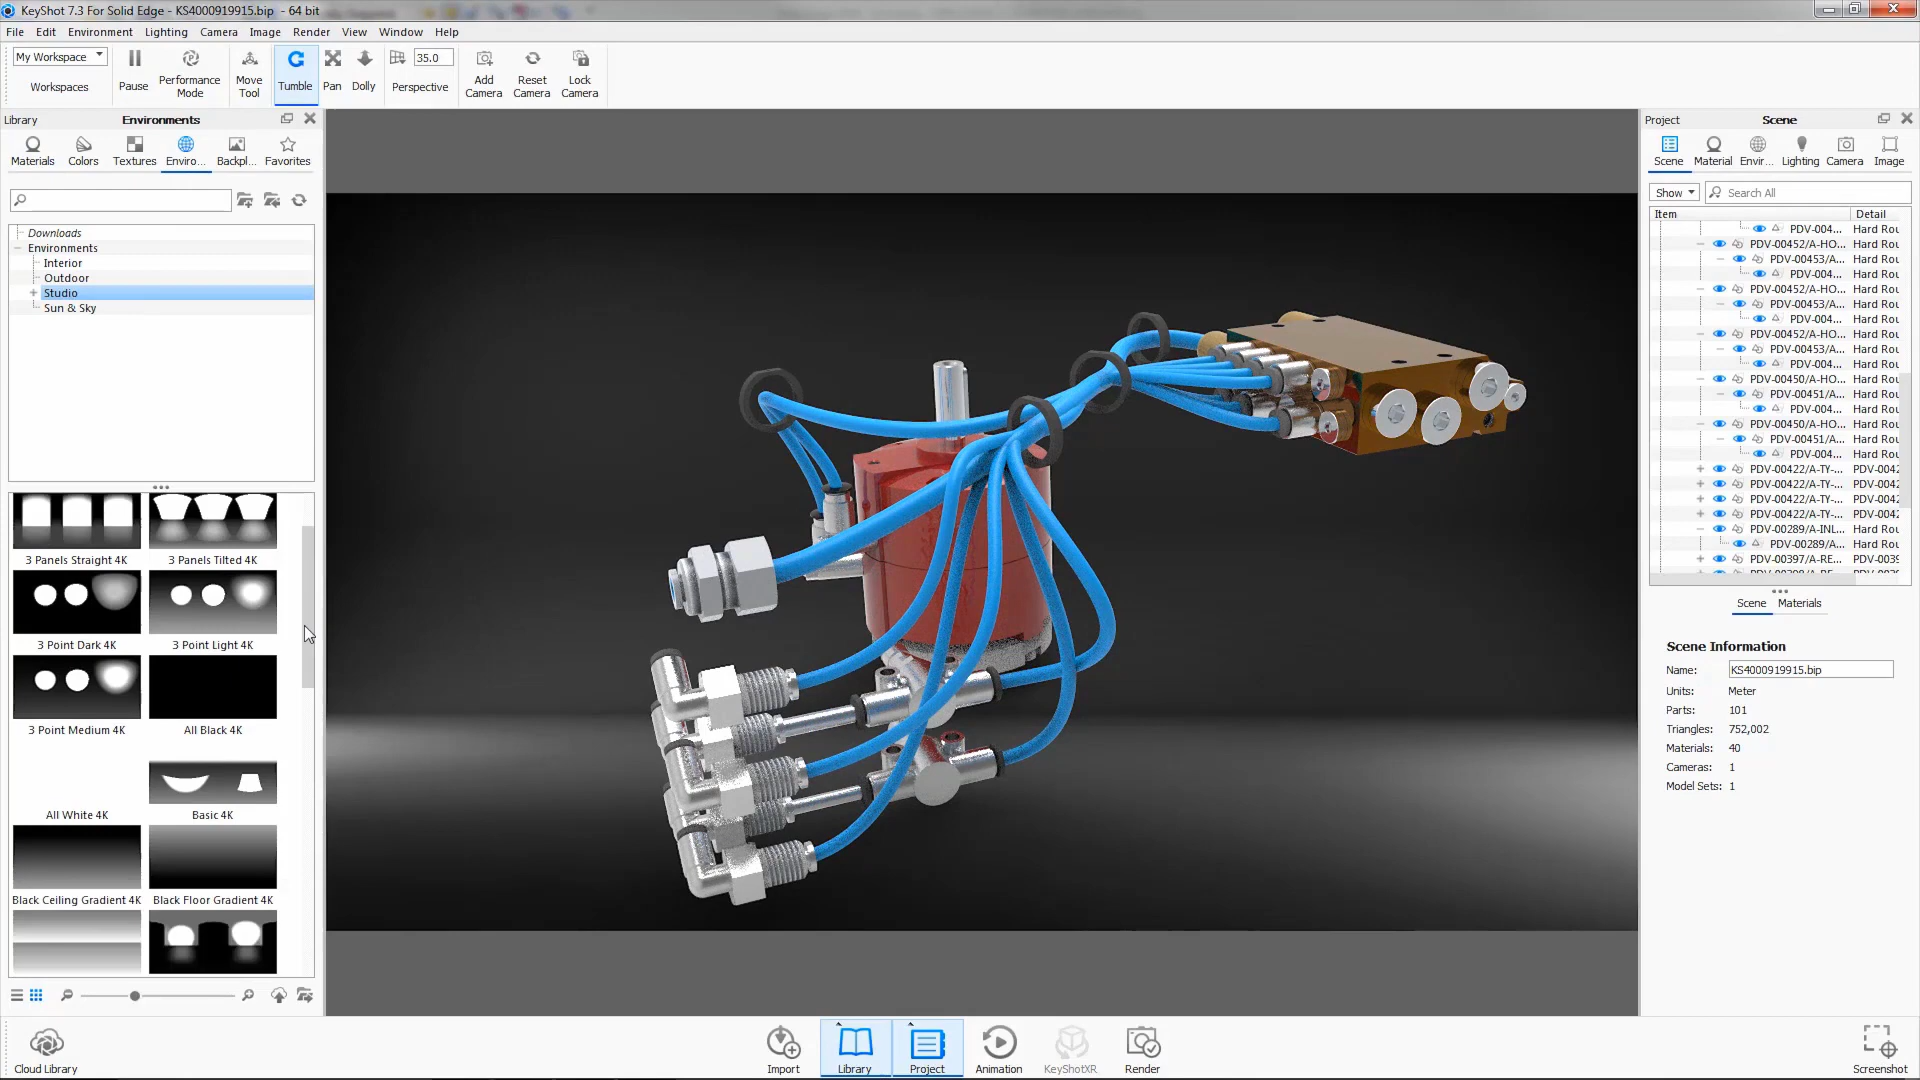 KeyShot 7.3 For Solid Edge - KS4000919915.bip - 64 bit
File Edit Environment Lighting Camera Image Render View Window Help
My Workspace
Workspaces
Pause
Performance Mode
Move Tool
Tumble
Pan
Dolly
35.0
Perspective
Add Camera
Reset Camera
Lock Camera
Library
Environments
Materials Colors Textures Enviro... Backpl... Favorites
Downloads
Environments
Interior
Outdoor
Studio
Sun & Sky
3 Panels Straight 4K
3 Panels Tilted 4K
3 Point Dark 4K
3 Point Light 4K
3 Point Medium 4K
All Black 4K
All White 4K
Basic 4K
Black Ceiling Gradient 4K
Black Floor Gradient 4K
Project
Scene
Scene Material Envir... Lighting Camera Image
Show
Search All
Item Detail
PDV-004... Hard Rou
PDV-00452/A-HO... Hard Rou
PDV-00453/A... Hard Rou
PDV-004... Hard Rou
PDV-00452/A-HO... Hard Rou
PDV-00453/A... Hard Rou
PDV-004... Hard Rou
PDV-00452/A-HO... Hard Rou
PDV-00453/A... Hard Rou
PDV-004... Hard Rou
PDV-00450/A-HO... Hard Rou
PDV-00451/A... Hard Rou
PDV-004... Hard Rou
PDV-00450/A-HO... Hard Rou
PDV-00451/A... Hard Rou
PDV-004... Hard Rou
PDV-00422/A-TY-... PDV-0042
PDV-00422/A-TY-... PDV-0042
PDV-00422/A-TY-... PDV-0042
PDV-00422/A-TY-... PDV-0042
PDV-00289/A-INL... Hard Rou
PDV-00289/A... Hard Rou
PDV-00397/A-RE... PDV-0039
Scene Materials
Scene Information
Name: KS4000919915.bip
Units: Meter
Parts: 101
Triangles: 752,002
Materials: 40
Cameras: 1
Model Sets: 1
Cloud Library
Import
Library
Project
Animation
KeyShotXR
Render
Screenshot